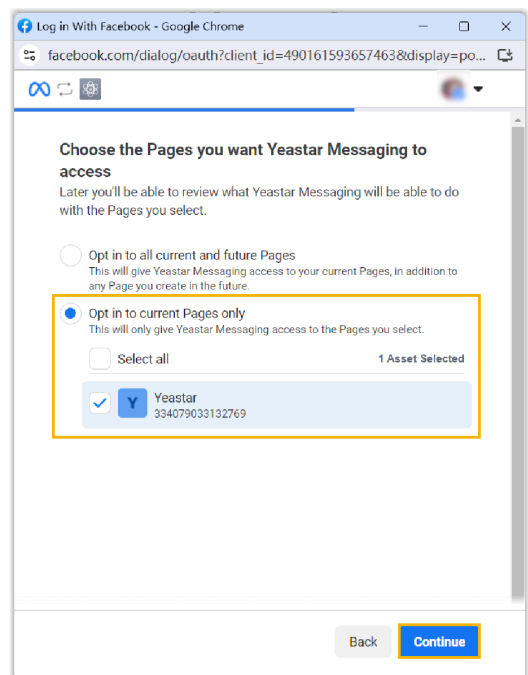 Log in With Facebook - Google Chrome
facebook.com/dialog/oauth?client_id=490161593657463&display=po...
Choose the Pages you want Yeastar Messaging to
access
Later you'll be able to review what Yeastar Messaging will be able to do
with the Pages you select.
Opt in to all current and future Pages
This will give Yeastar Messaging access to your current Pages, in addition to
any Page you create in the future.
Opt in to current Pages only
This will only give Yeastar Messaging access to the Pages you select.
Select all 1 Asset Selected
Y Yeastar
334079033132769
Back Continue